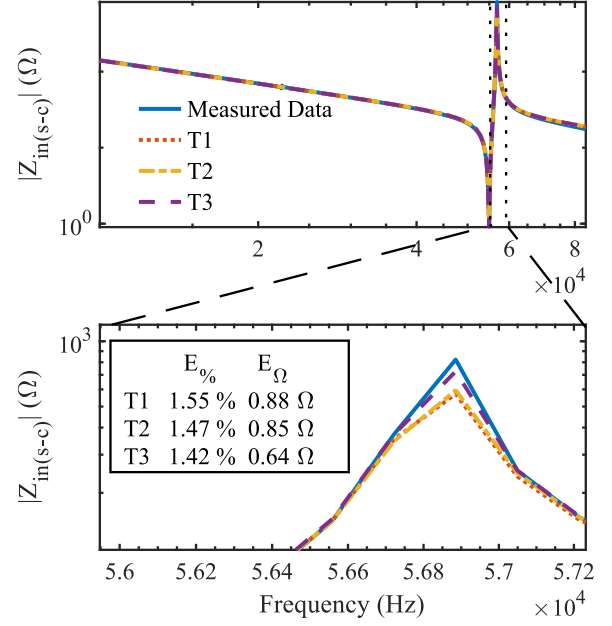 |Z_in(s-c)| (Ω)
Measured Data
T1
T2
T3
10^0
2 4 6 8
×10^4
10^3
E_% E_Ω
T1 1.55 % 0.88 Ω
T2 1.47 % 0.85 Ω
T3 1.42 % 0.64 Ω
|Z_in(s-c)| (Ω)
5.6 5.62 5.64 5.66 5.68 5.7 5.72
Frequency (Hz) ×10^4